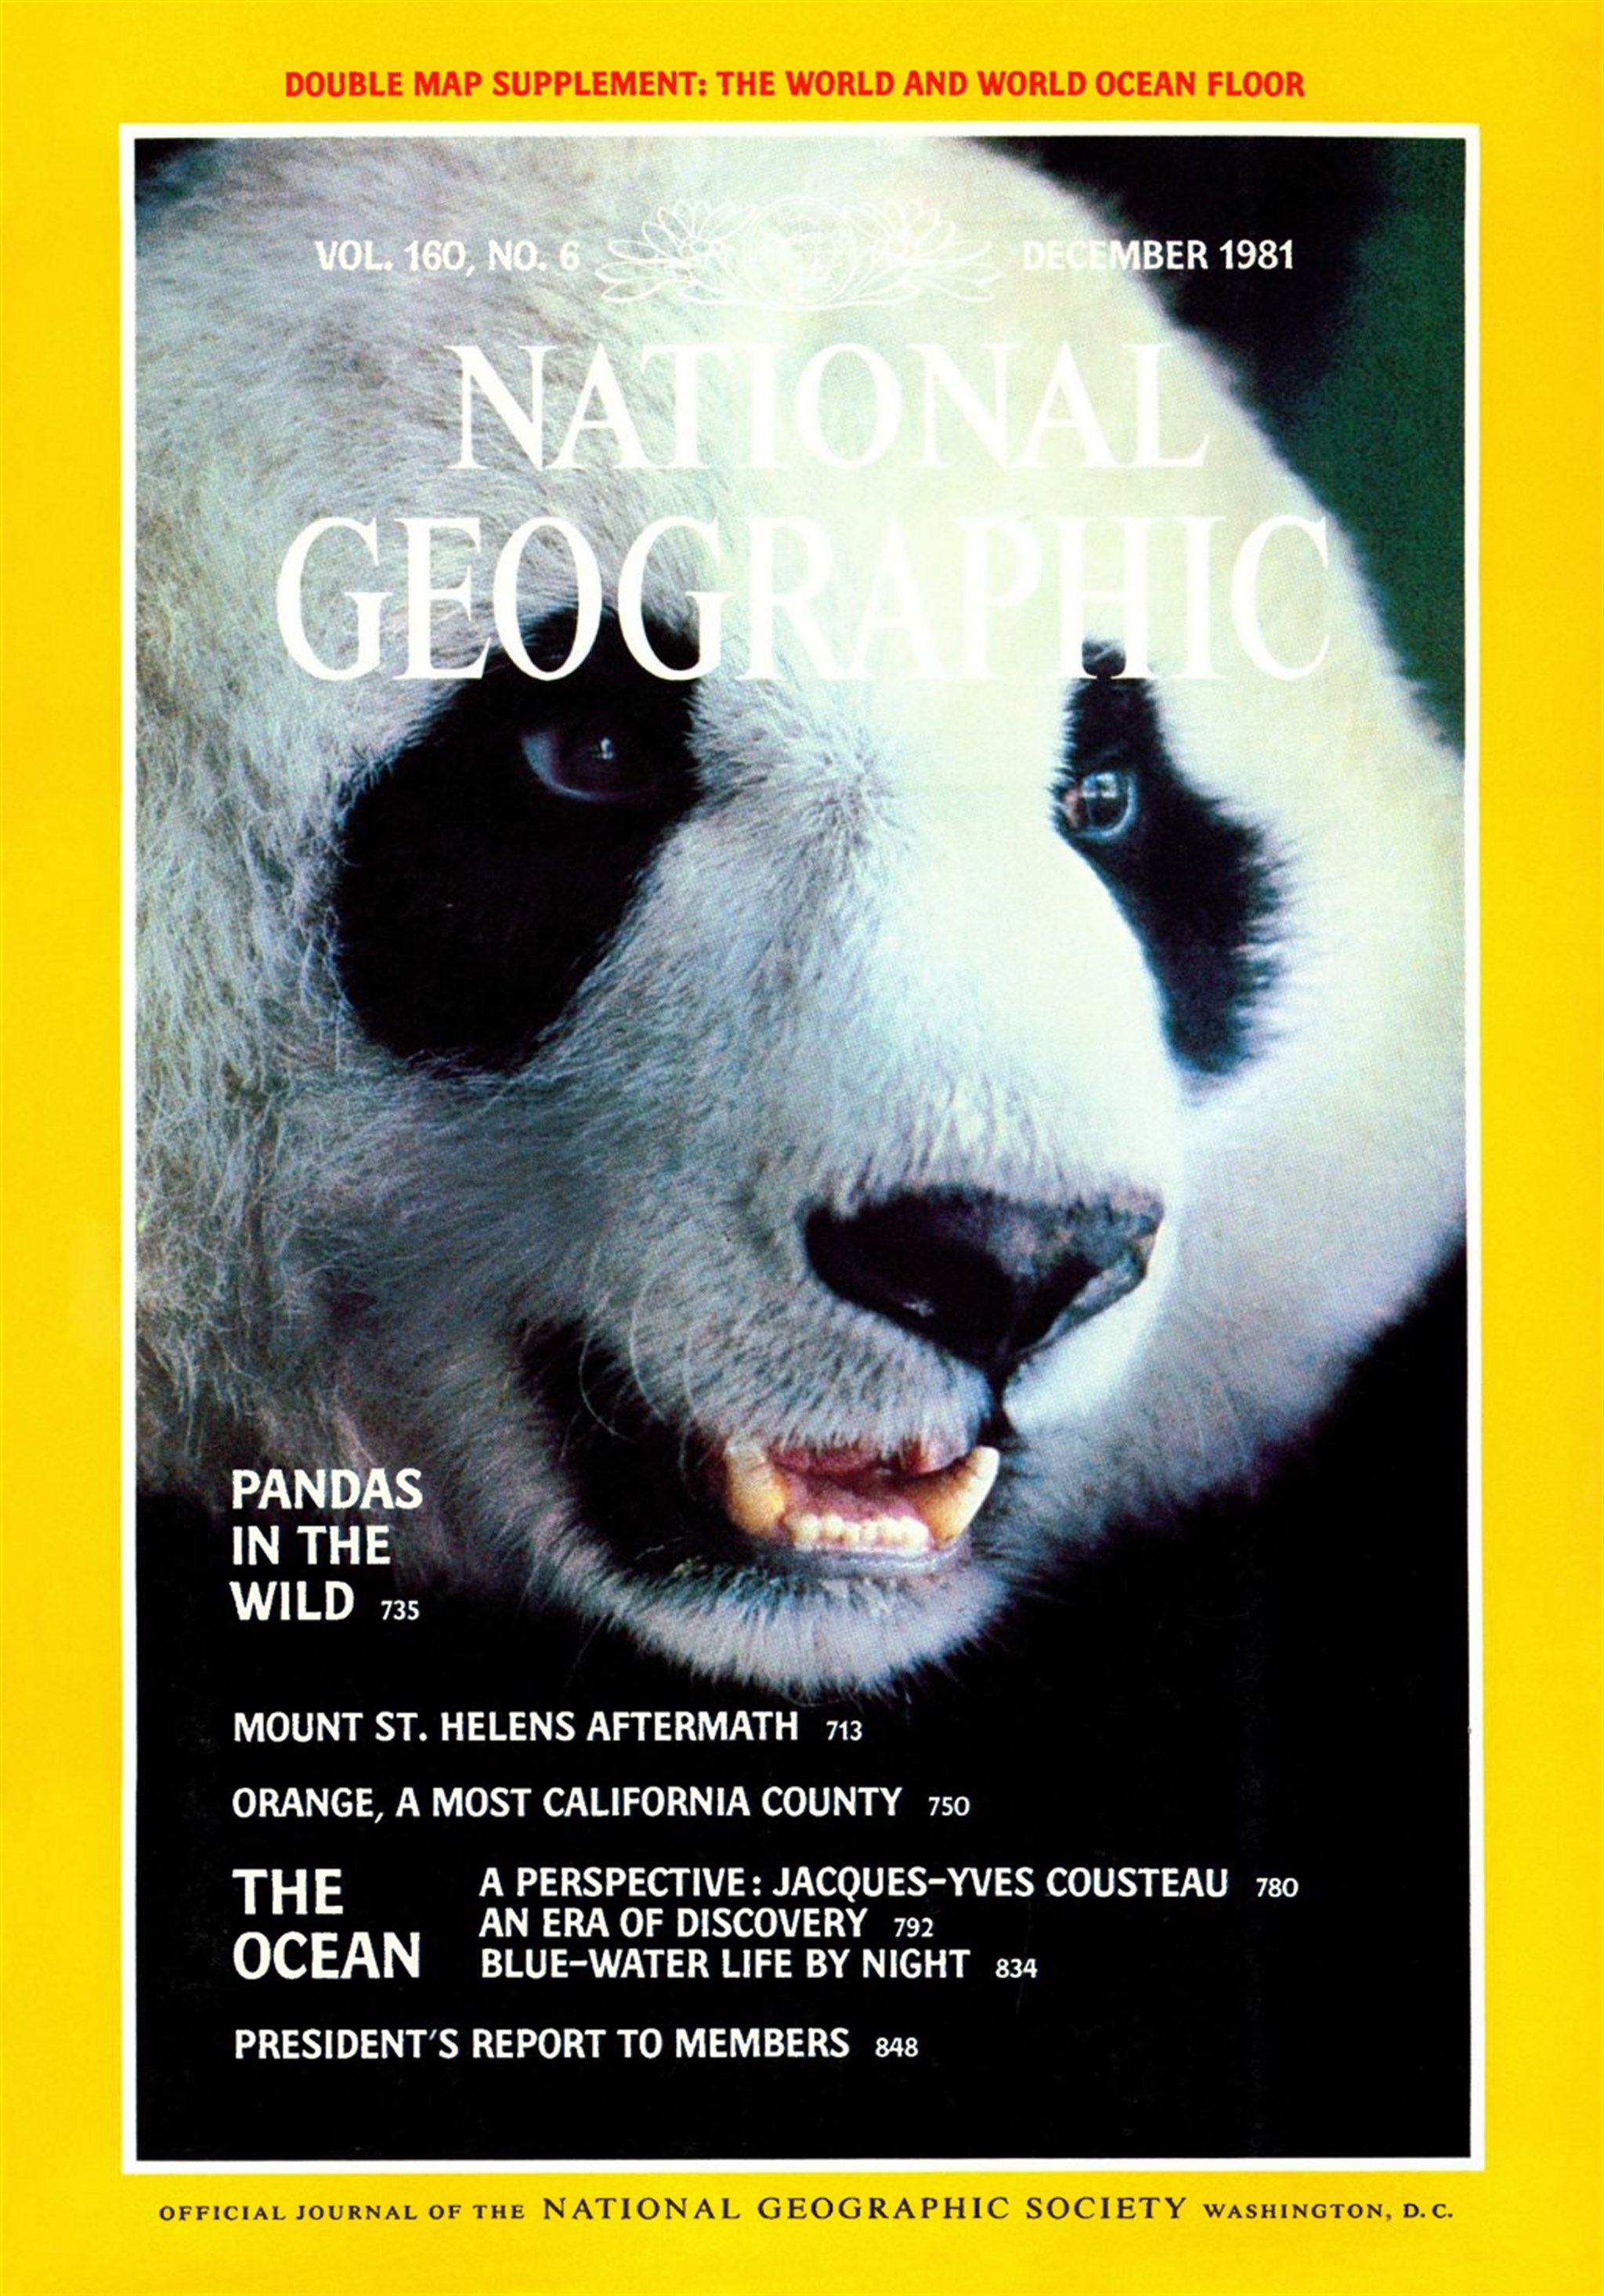 DOUBLE MAP SUPPLEMENT: THE WORLD AND WORLD OCEAN FLOOR
VOL. 160, NO. 6 DECEMBER 1981
NATIONAL
GEOGRAPHIC
PANDAS
IN THE
WILD 735
MOUNT ST. HELENS AFTERMATH 713
ORANGE, A MOST CALIFORNIA COUNTY 750
THE
OCEAN
A PERSPECTIVE: JACQUES-YVES COUSTEAU 780
AN ERA OF DISCOVERY 792
BLUE-WATER LIFE BY NIGHT 834
PRESIDENT'S REPORT TO MEMBERS 848
OFFICIAL JOURNAL OF THE NATIONAL GEOGRAPHIC SOCIETY WASHINGTON, D.C.